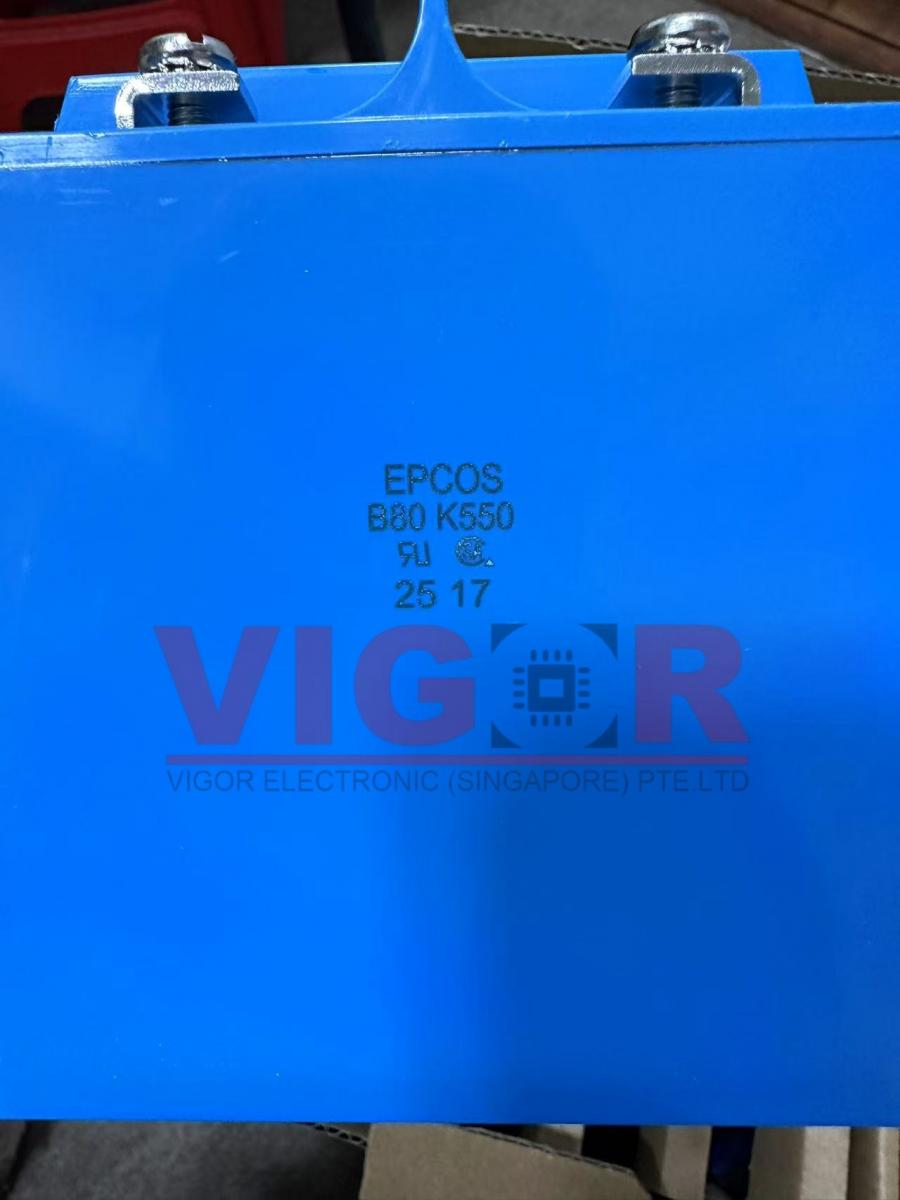 EPCOS
B80 K550
25 17
VIGOR
VIGOR ELECTRONIC (SINGAPORE) PTE.LTD